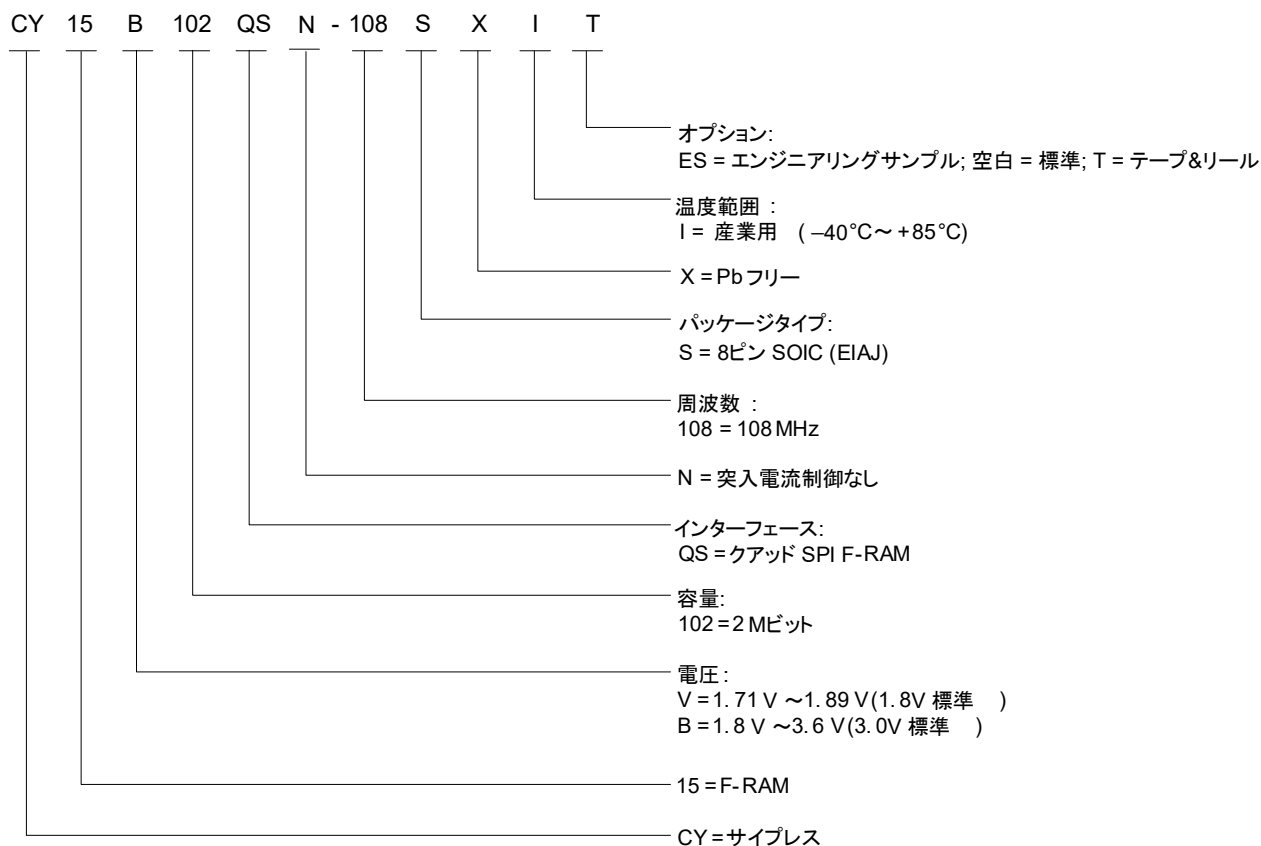 CY 15 B 102 QS N - 108 S X I T
オプション:
ES = エンジニアリングサンプル; 空白 = 標準; T = テープ&リール
温度範囲 :
I = 産業用 ( –40°C～ +85°C)
X = Pb フリー
パッケージタイプ:
S = 8ピン SOIC (EIAJ)
周波数 :
108 = 108 MHz
N = 突入電流制御なし
インターフェース:
QS = クアッド SPI F-RAM
容量:
102 = 2 Mビット
電圧 :
V = 1. 71 V ～1. 89 V(1. 8V 標準 )
B = 1. 8 V ～3. 6 V(3. 0V 標準 )
15 = F- RAM
CY = サイプレス